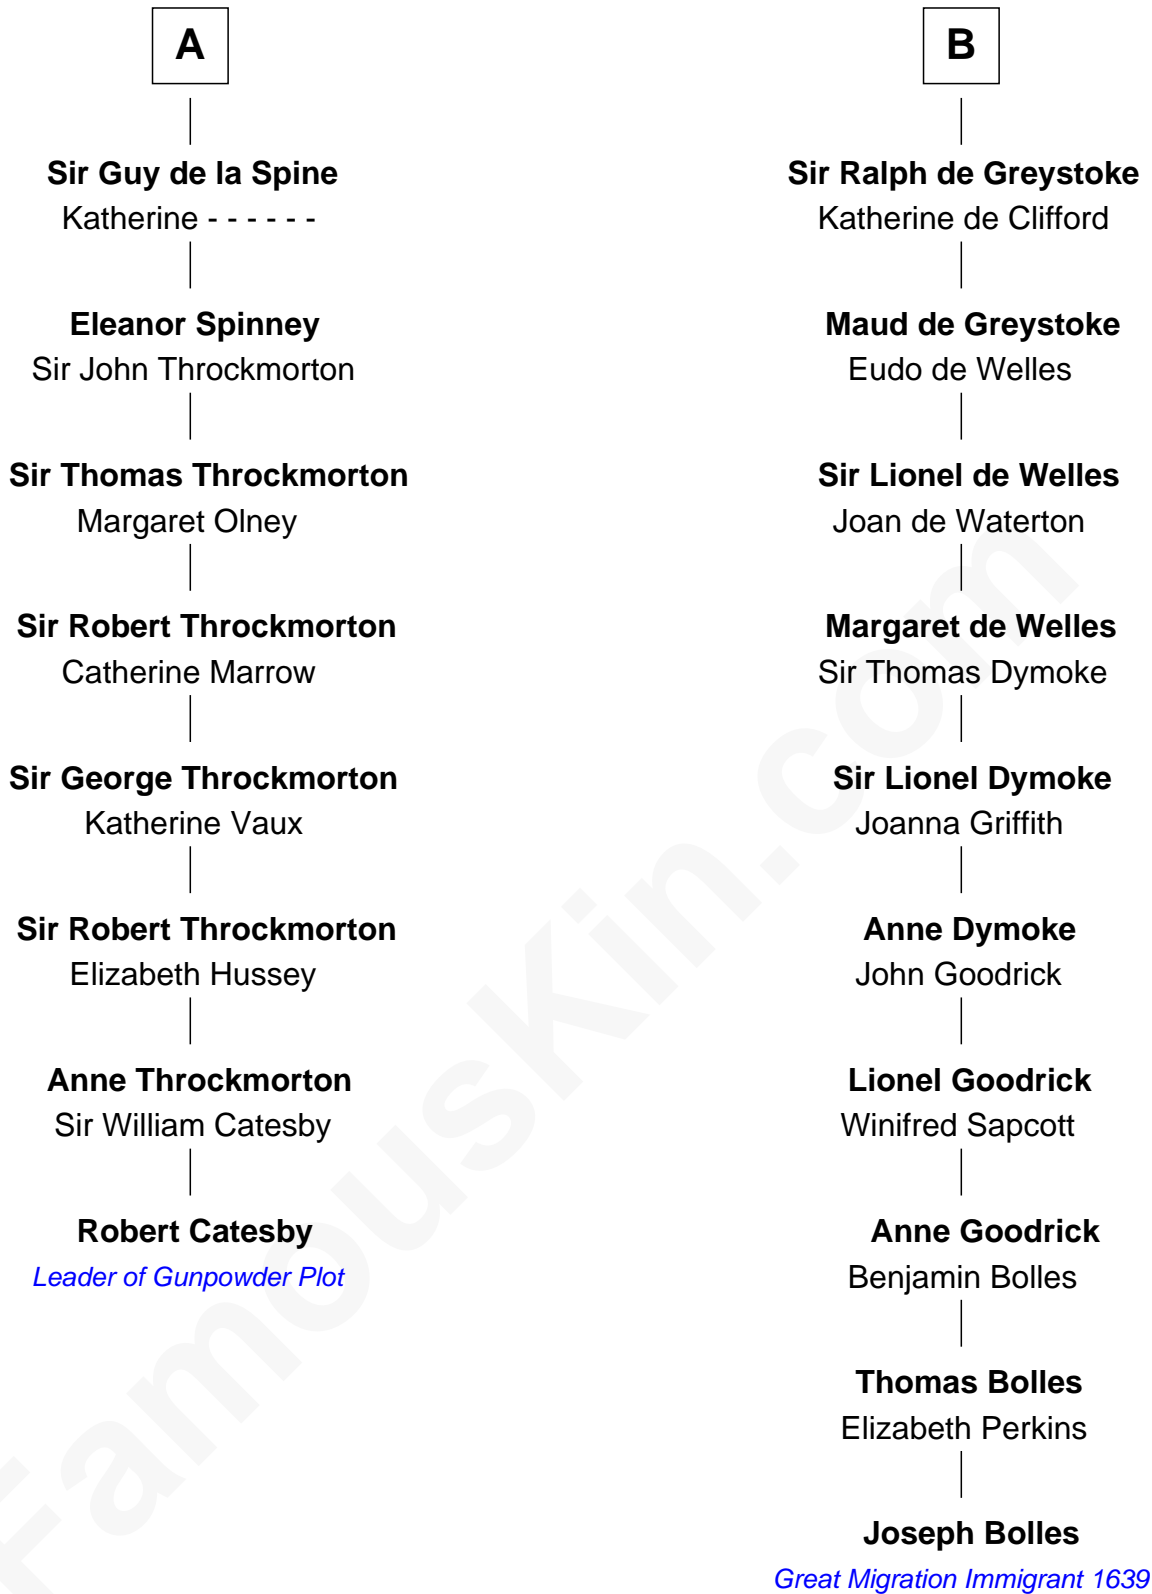 A
Sir Guy de la Spine
Katherine - - - - - -
Eleanor Spinney
Sir John Throckmorton
Sir Thomas Throckmorton
Margaret Olney
Sir Robert Throckmorton
Catherine Marrow
Sir George Throckmorton
Katherine Vaux
Sir Robert Throckmorton
Elizabeth Hussey
Anne Throckmorton
Sir William Catesby
Robert Catesby
Leader of Gunpowder Plot
B
Sir Ralph de Greystoke
Katherine de Clifford
Maud de Greystoke
Eudo de Welles
Sir Lionel de Welles
Joan de Waterton
Margaret de Welles
Sir Thomas Dymoke
Sir Lionel Dymoke
Joanna Griffith
Anne Dymoke
John Goodrick
Lionel Goodrick
Winifred Sapcott
Anne Goodrick
Benjamin Bolles
Thomas Bolles
Elizabeth Perkins
Joseph Bolles
Great Migration Immigrant 1639
FamousKin.com